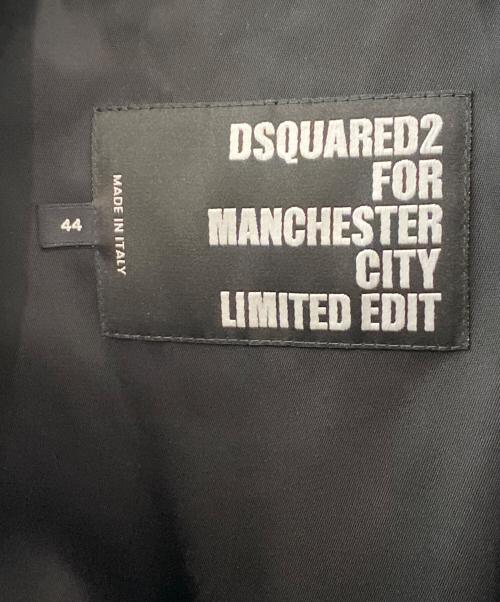 DSQUARED2
FOR
MANCHESTER
CITY
LIMITED EDIT
MADE IN ITALY
44